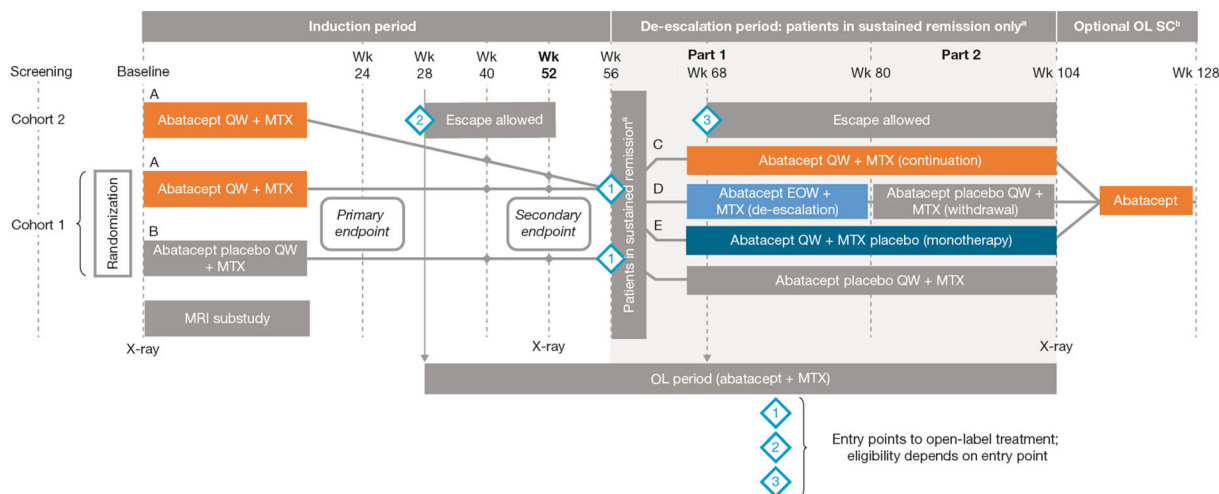 Induction period
De-escalation period: patients in sustained remission onlyᵃ
Optional OL SCᵇ
Screening
Baseline
Wk
24
Wk
28
Wk
40
Wk
52
Wk
56
Part 1
Wk 68
Wk 80
Part 2
Wk 104
Wk 128
Cohort 2
A
Abatacept QW + MTX
2
Escape allowed
3
Escape allowed
Cohort 1
Randomization
A
Abatacept QW + MTX
1
Primary
endpoint
Secondary
endpoint
B
Abatacept placebo QW
+ MTX
1
MRI substudy
Patients in sustained remissionᵃ
C
Abatacept QW + MTX (continuation)
D
Abatacept EOW +
MTX (de-escalation)
Abatacept placebo QW +
MTX (withdrawal)
Abatacept
E
Abatacept QW + MTX placebo (monotherapy)
Abatacept placebo QW + MTX
X-ray
X-ray
X-ray
OL period (abatacept + MTX)
1
2
3
Entry points to open-label treatment;
eligibility depends on entry point